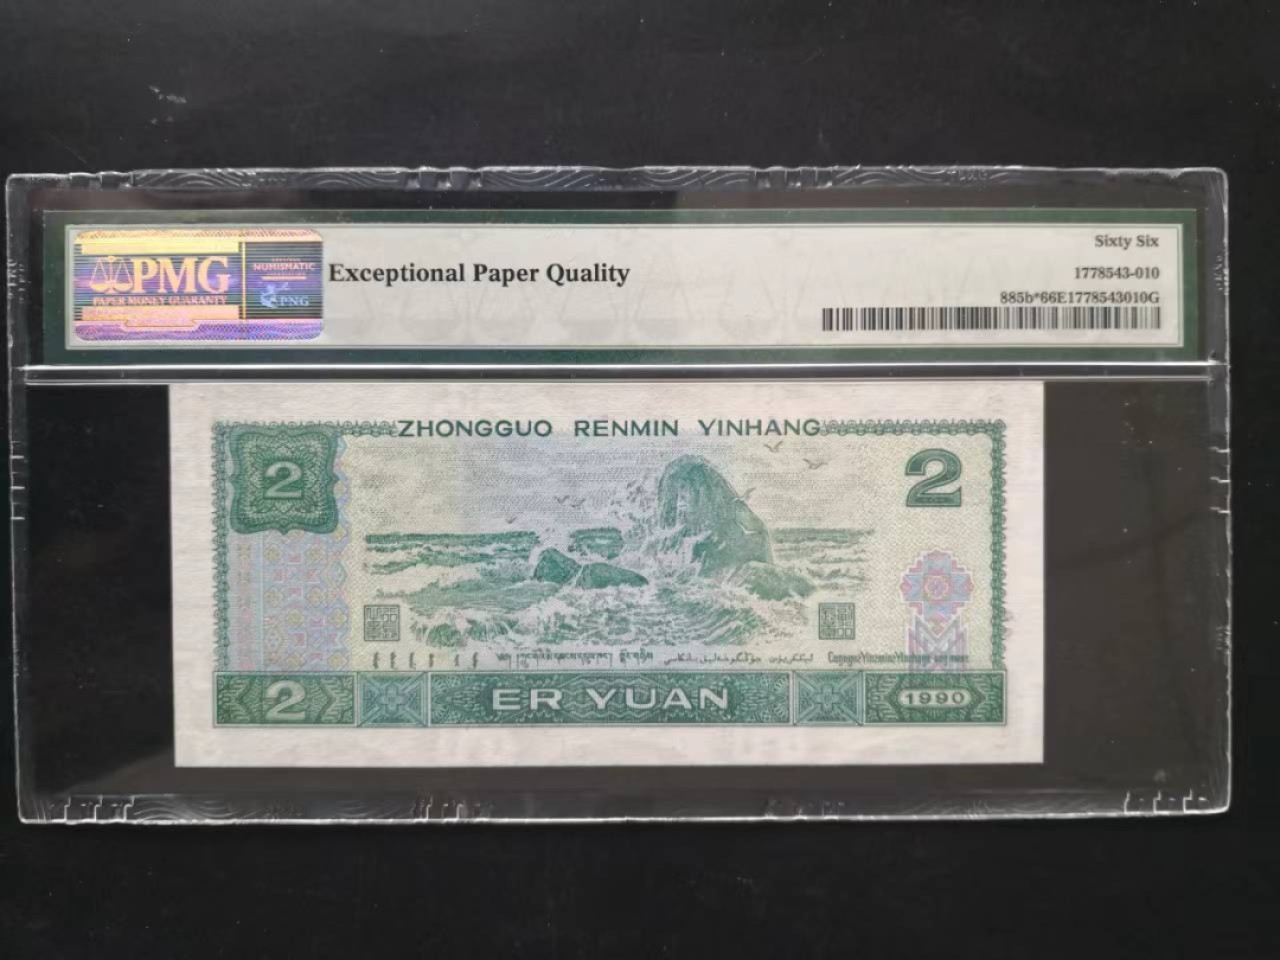 PMG
PAPER MONEY GUARANTY
NUMISMATIC
PNG
Exceptional Paper Quality
Sixty Six
1778543-010
885b*66E1778543010G
ZHONGGUO RENMIN YINHANG
2
2
2
ER YUAN
1990